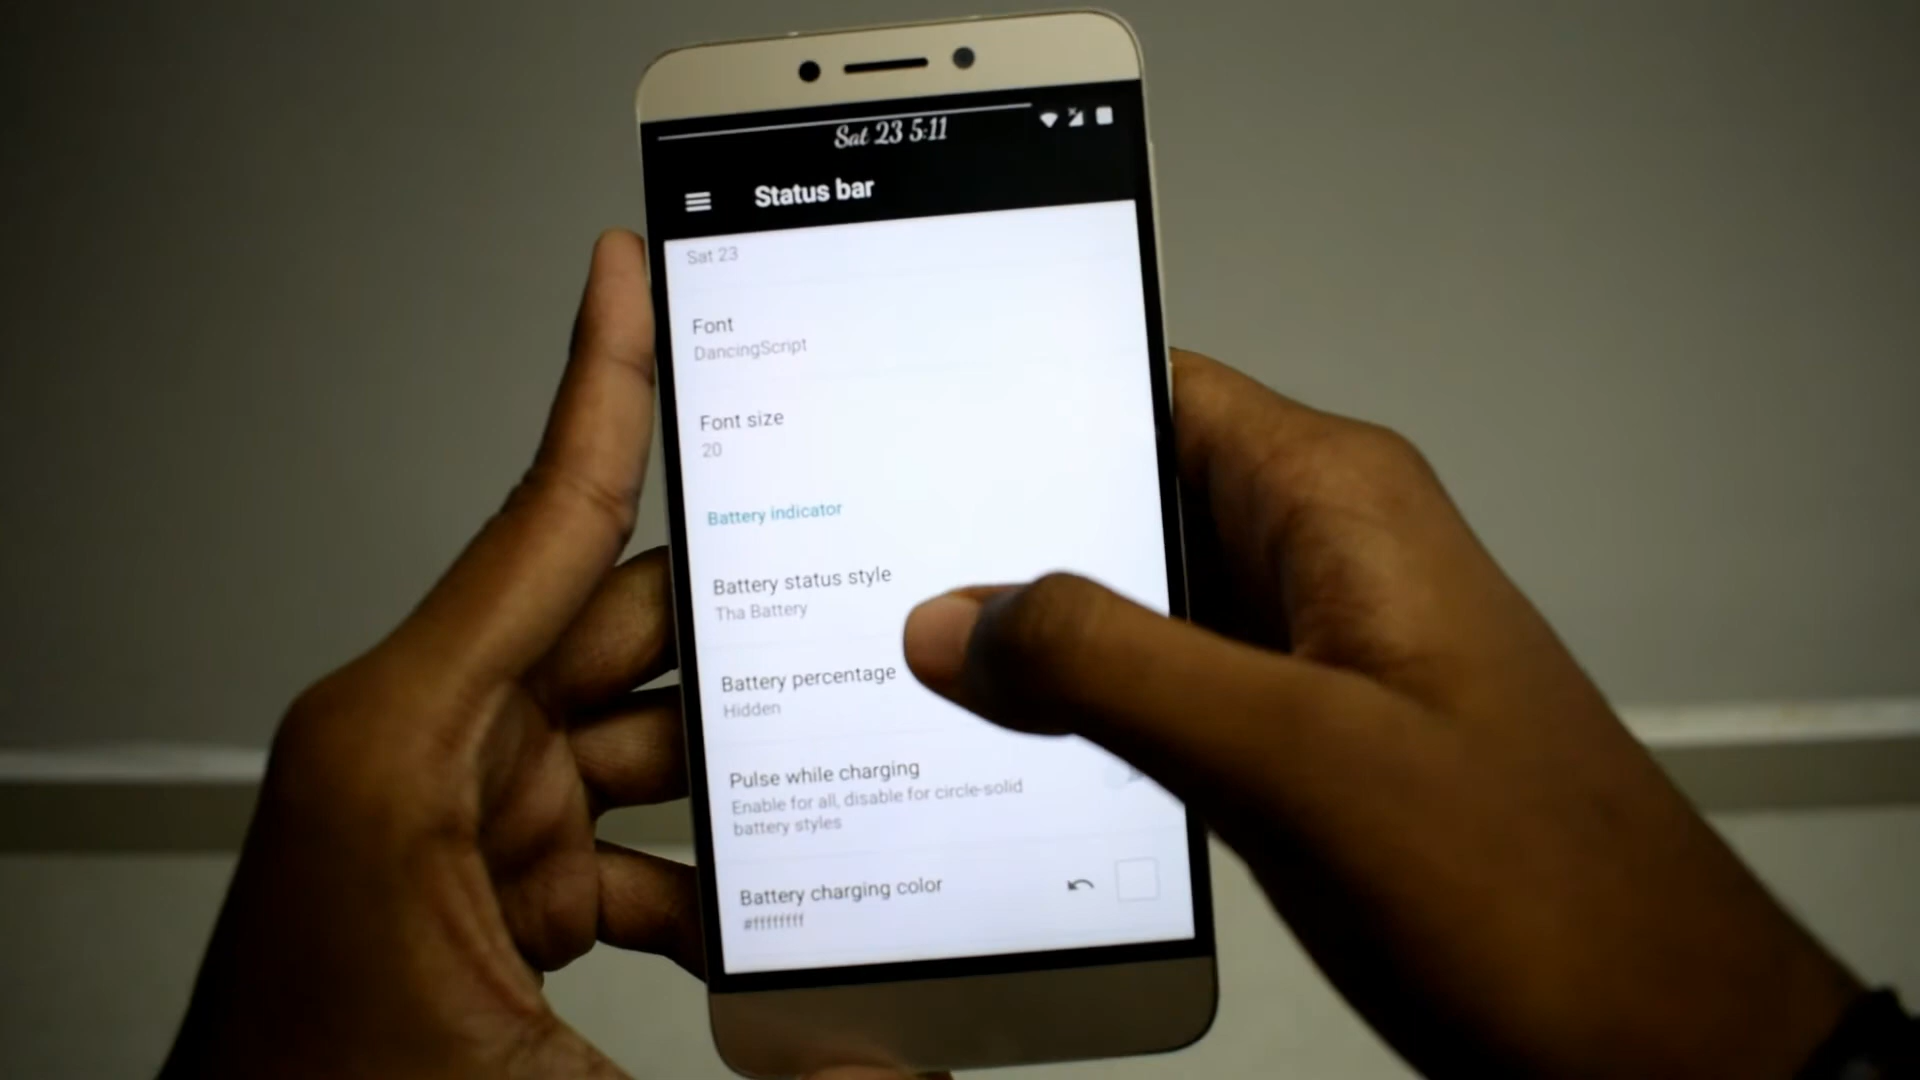 Sat 23 5:11
Status bar
Sat 23
Font
DancingScript
Font size
20
Battery indicator
Battery status style
Tha Battery
Battery percentage
Hidden
Pulse while charging
Enable for all, disable for circle-solid
battery styles
Battery charging color
#ffffffff